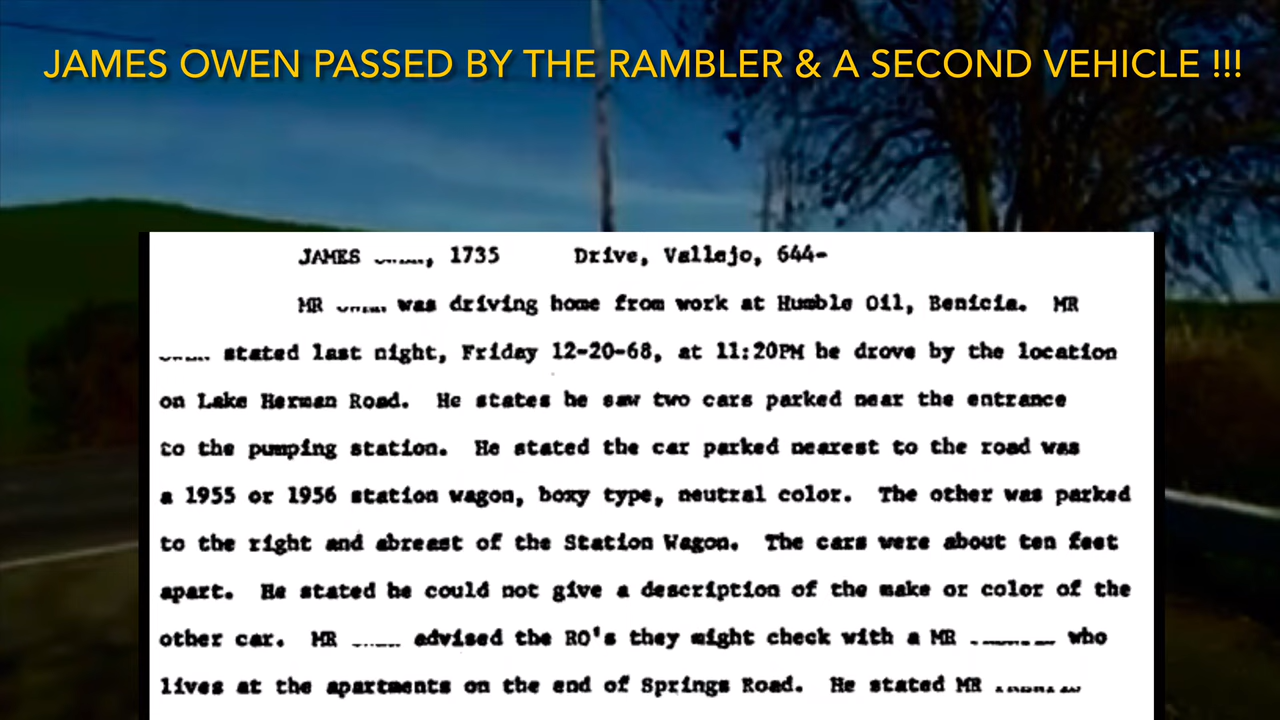 JAMES OWEN PASSED BY THE RAMBLER & A SECOND VEHICLE !!!
JAMES , 1735 Drive, Vallejo, 644-
MR was driving home from work at Humble Oil, Benicia. MR
stated last night, Friday 12-20-68, at 11:20PM he drove by the location
on Lake Herman Road. He states he saw two cars parked near the entrance
to the pumping station. He stated the car parked nearest to the road was
a 1955 or 1956 station wagon, boxy type, neutral color. The other was parked
to the right and abreast of the Station Wagon. The cars were about ten feet
apart. He stated he could not give a description of the make or color of the
other car. MR advised the RO's they might check with a MR who
lives at the apartments on the end of Springs Road. He stated MR